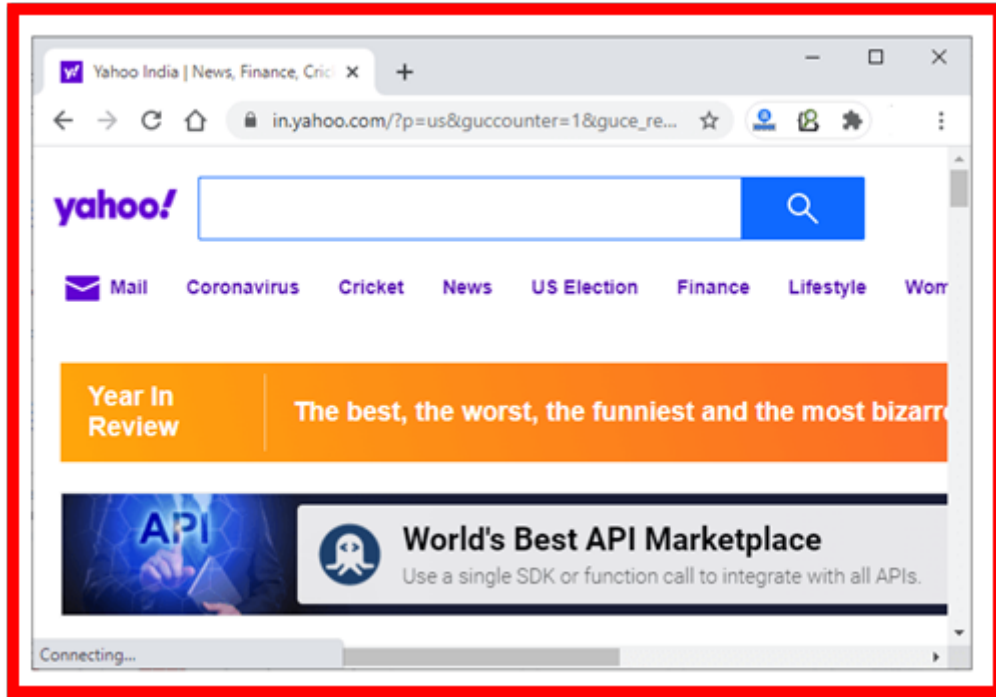 Yahoo India | News, Finance, Cric
in.yahoo.com/?p=us&guccounter=1&guce_re...
yahoo!
Mail Coronavirus Cricket News US Election Finance Lifestyle Wom
Year In
Review
The best, the worst, the funniest and the most bizarre
API
World's Best API Marketplace
Use a single SDK or function call to integrate with all APIs.
Connecting...